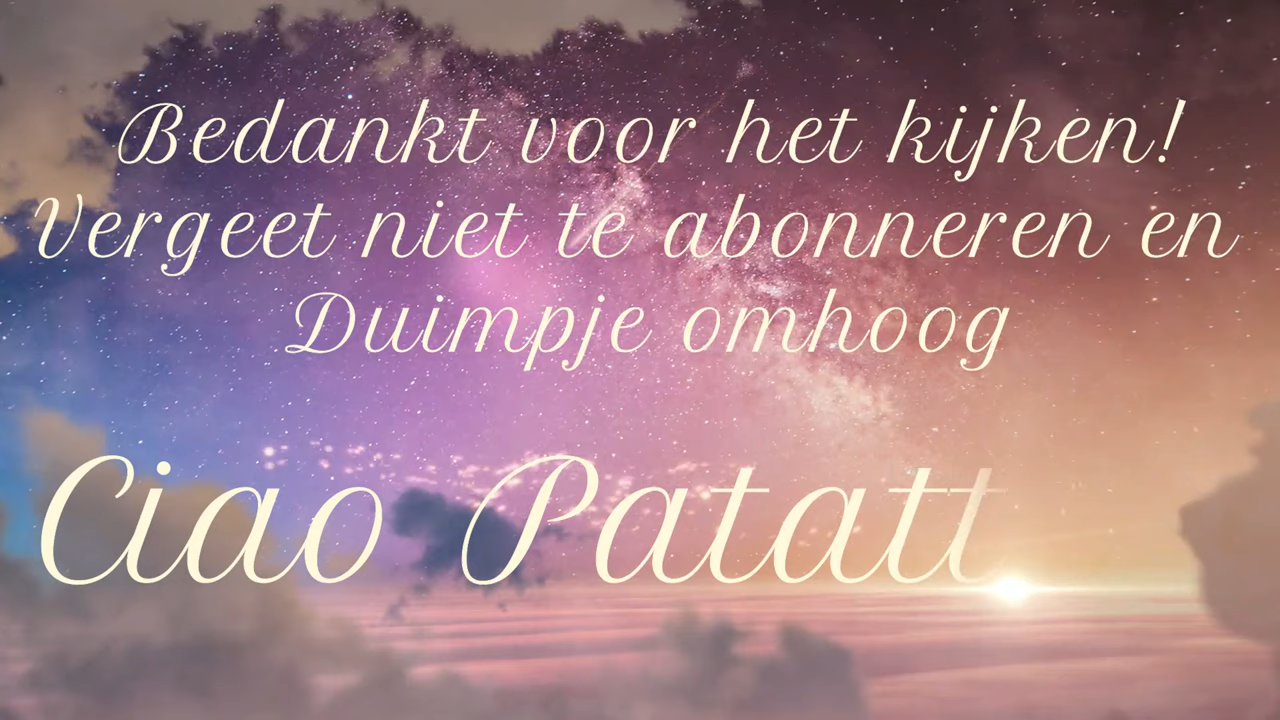 Bedankt voor het kijken!
Vergeet niet te abonneren en
Duimpje omhoog
Ciao Patatt